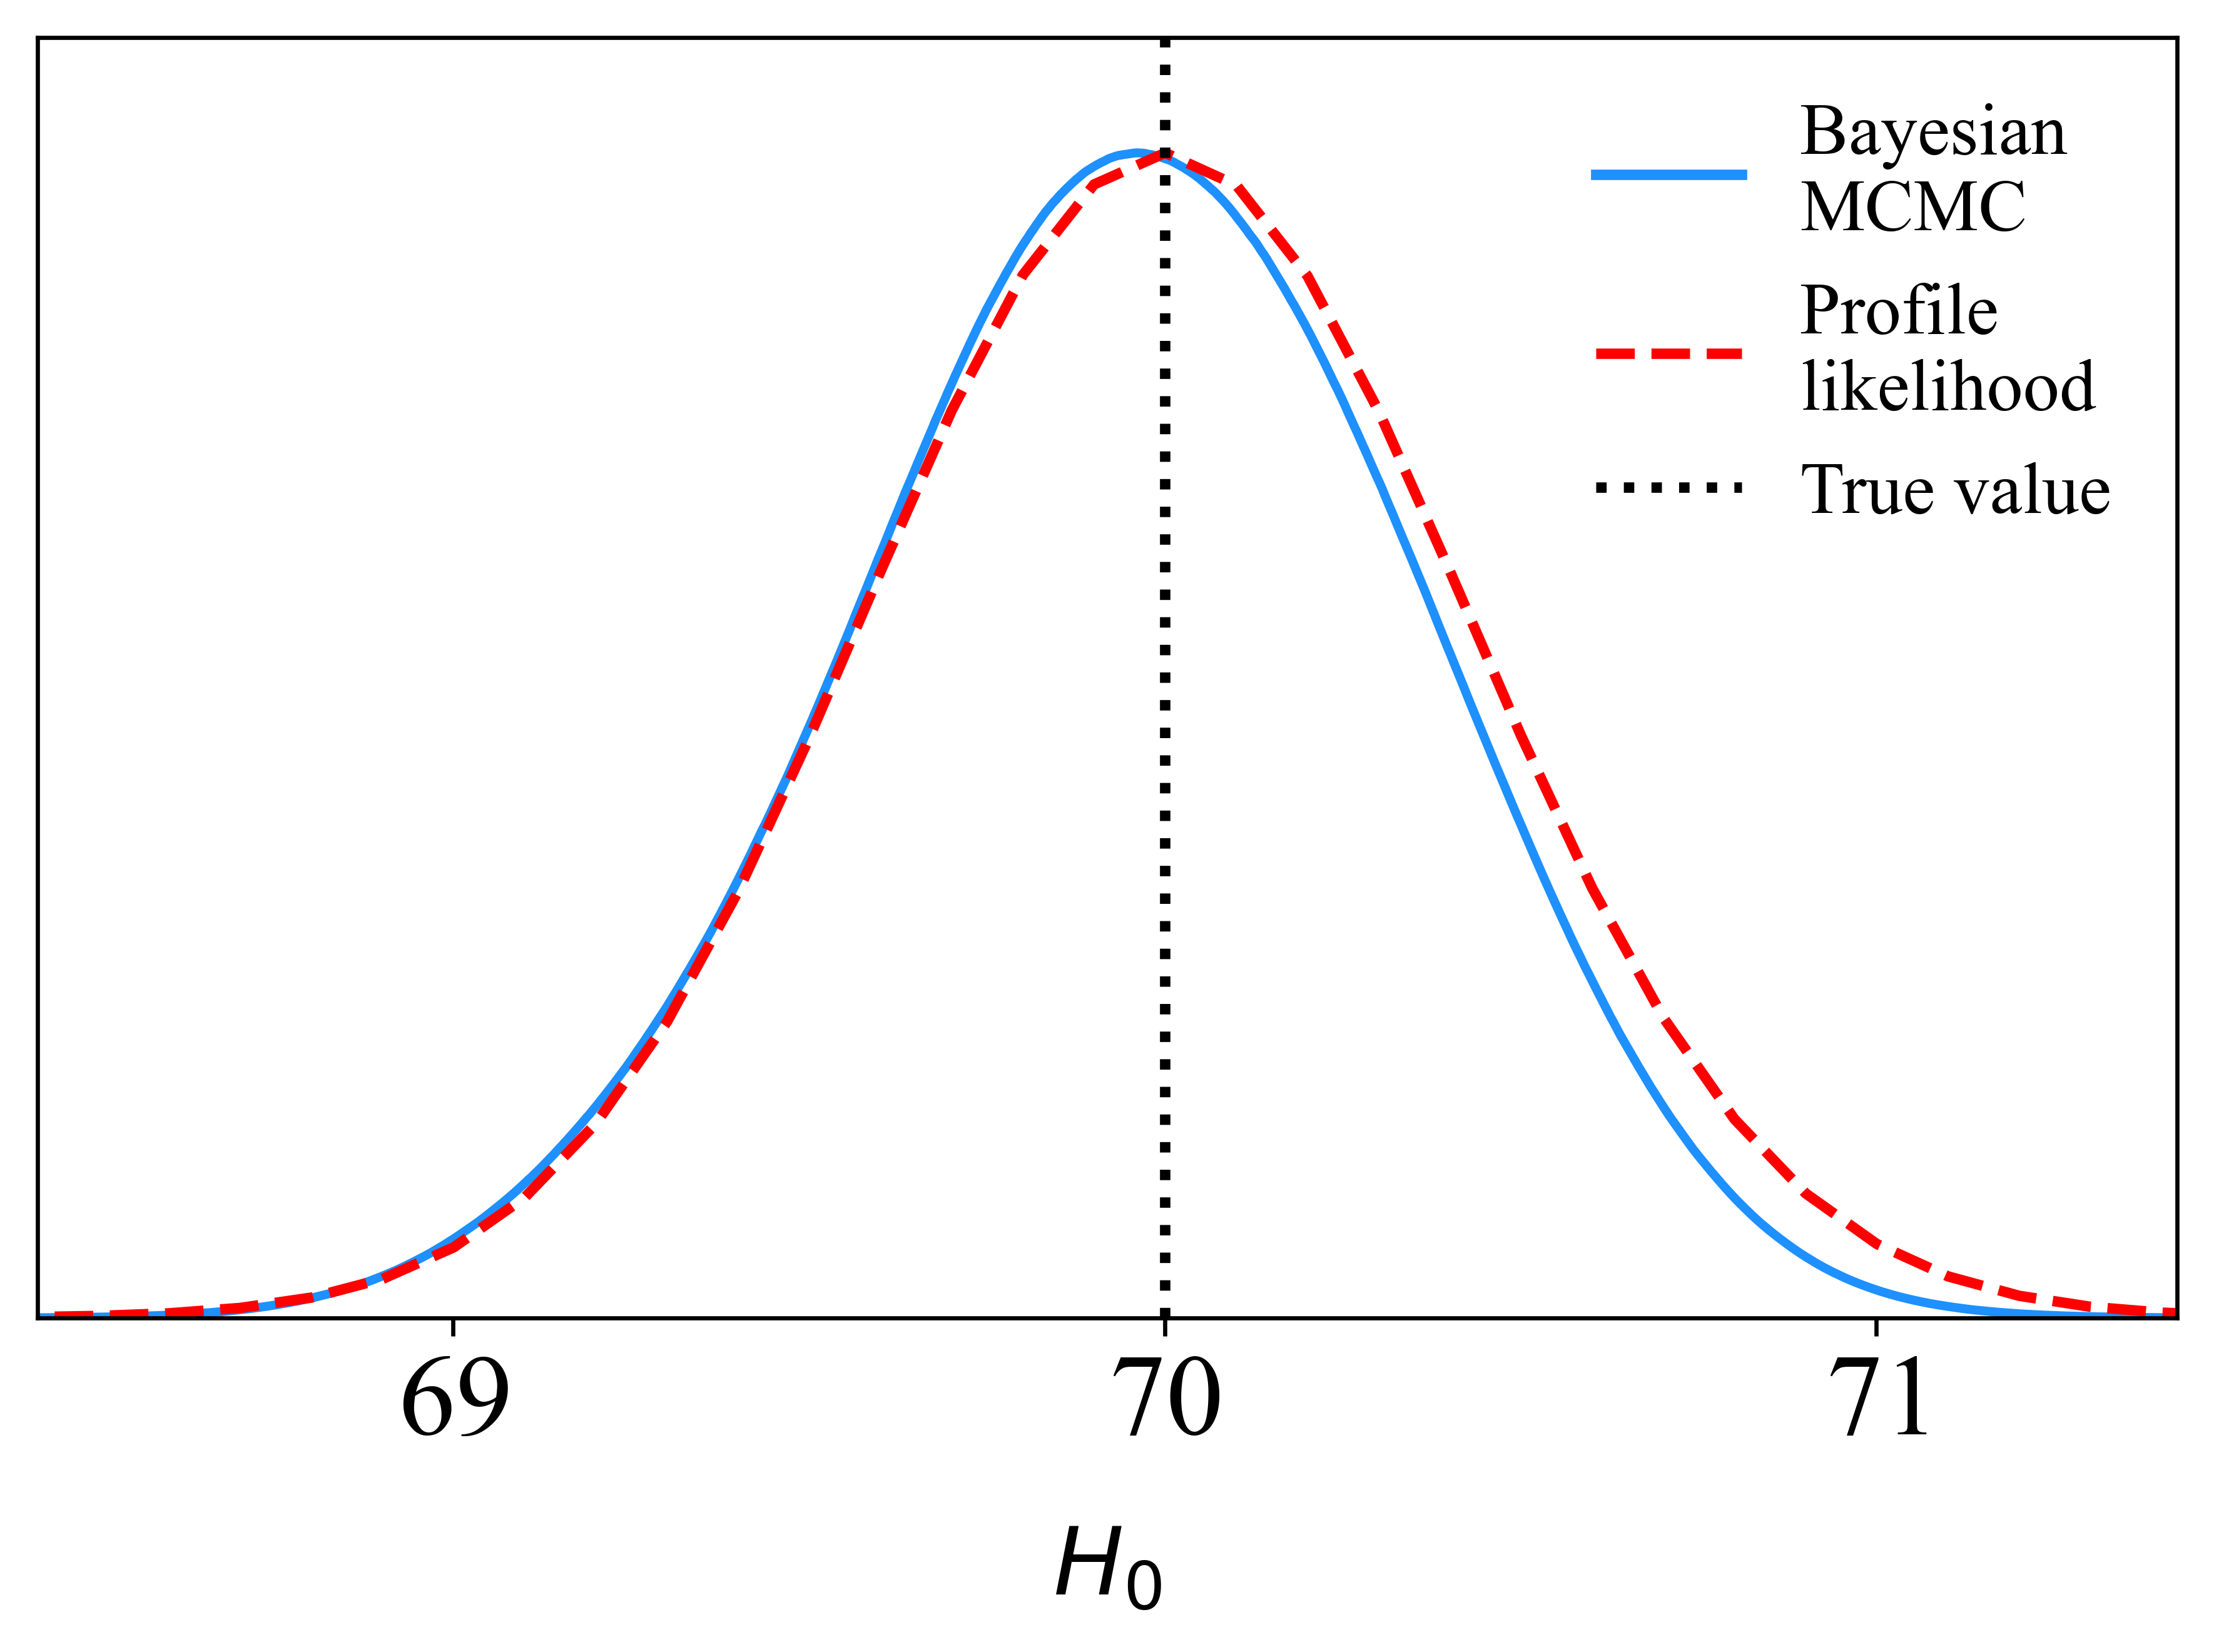 Bayesian
MCMC
Profile
likelihood
True value
69 70 71
H₀